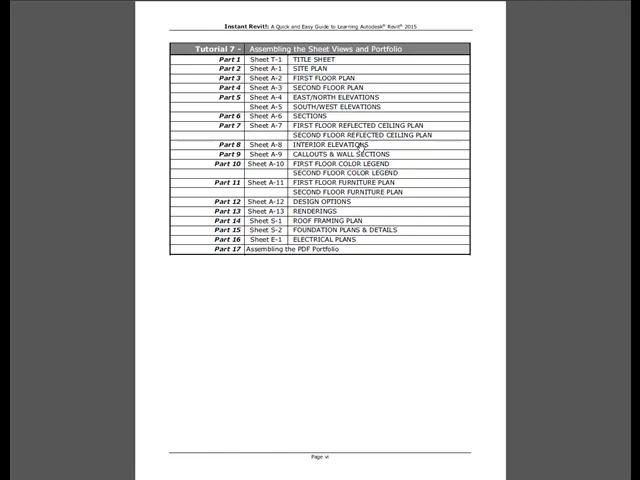 Instant Revit!: A Quick and Easy Guide to Learning Autodesk® Revit® 2015
Tutorial 7 – Assembling the Sheet Views and Portfolio
Part 1 Sheet T-1 TITLE SHEET
Part 2 Sheet A-1 SITE PLAN
Part 3 Sheet A-2 FIRST FLOOR PLAN
Part 4 Sheet A-3 SECOND FLOOR PLAN
Part 5 Sheet A-4 EAST/NORTH ELEVATIONS
Sheet A-5 SOUTH/WEST ELEVATIONS
Part 6 Sheet A-6 SECTIONS
Part 7 Sheet A-7 FIRST FLOOR REFLECTED CEILING PLAN
SECOND FLOOR REFLECTED CEILING PLAN
Part 8 Sheet A-8 INTERIOR ELEVATIONS
Part 9 Sheet A-9 CALLOUTS & WALL SECTIONS
Part 10 Sheet A-10 FIRST FLOOR COLOR LEGEND
SECOND FLOOR COLOR LEGEND
Part 11 Sheet A-11 FIRST FLOOR FURNITURE PLAN
SECOND FLOOR FURNITURE PLAN
Part 12 Sheet A-12 DESIGN OPTIONS
Part 13 Sheet A-13 RENDERINGS
Part 14 Sheet S-1 ROOF FRAMING PLAN
Part 15 Sheet S-2 FOUNDATION PLANS & DETAILS
Part 16 Sheet E-1 ELECTRICAL PLANS
Part 17 Assembling the PDF Portfolio
Page vi